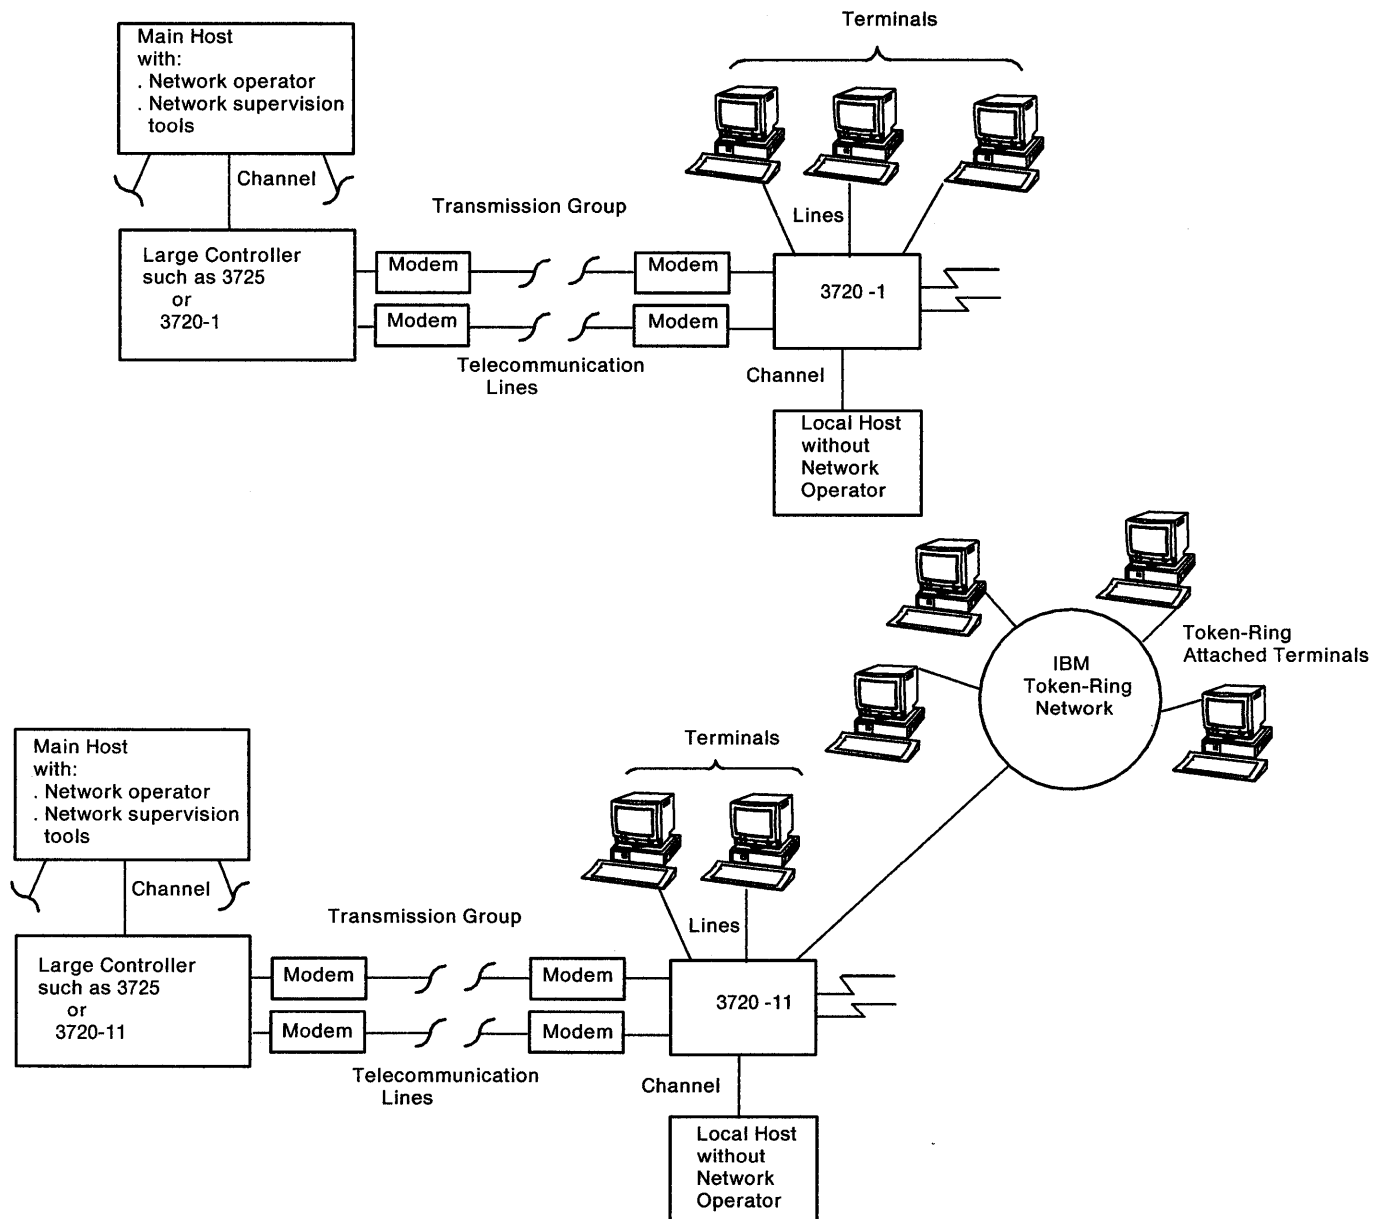 Terminals
Main Host
with:
. Network operator
. Network supervision
tools
Channel
Transmission Group
Lines
Large Controller
such as 3725
or
3720-1
Modem
Modem
Modem
Modem
3720 -1
Telecommunication
Lines
Channel
Local Host
without
Network
Operator
Token-Ring
Attached Terminals
IBM
Token-Ring
Network
Terminals
Main Host
with:
. Network operator
. Network supervision
tools
Channel
Transmission Group
Lines
Large Controller
such as 3725
or
3720-11
Modem
Modem
Modem
Modem
3720 -11
Telecommunication
Lines
Channel
Local Host
without
Network
Operator